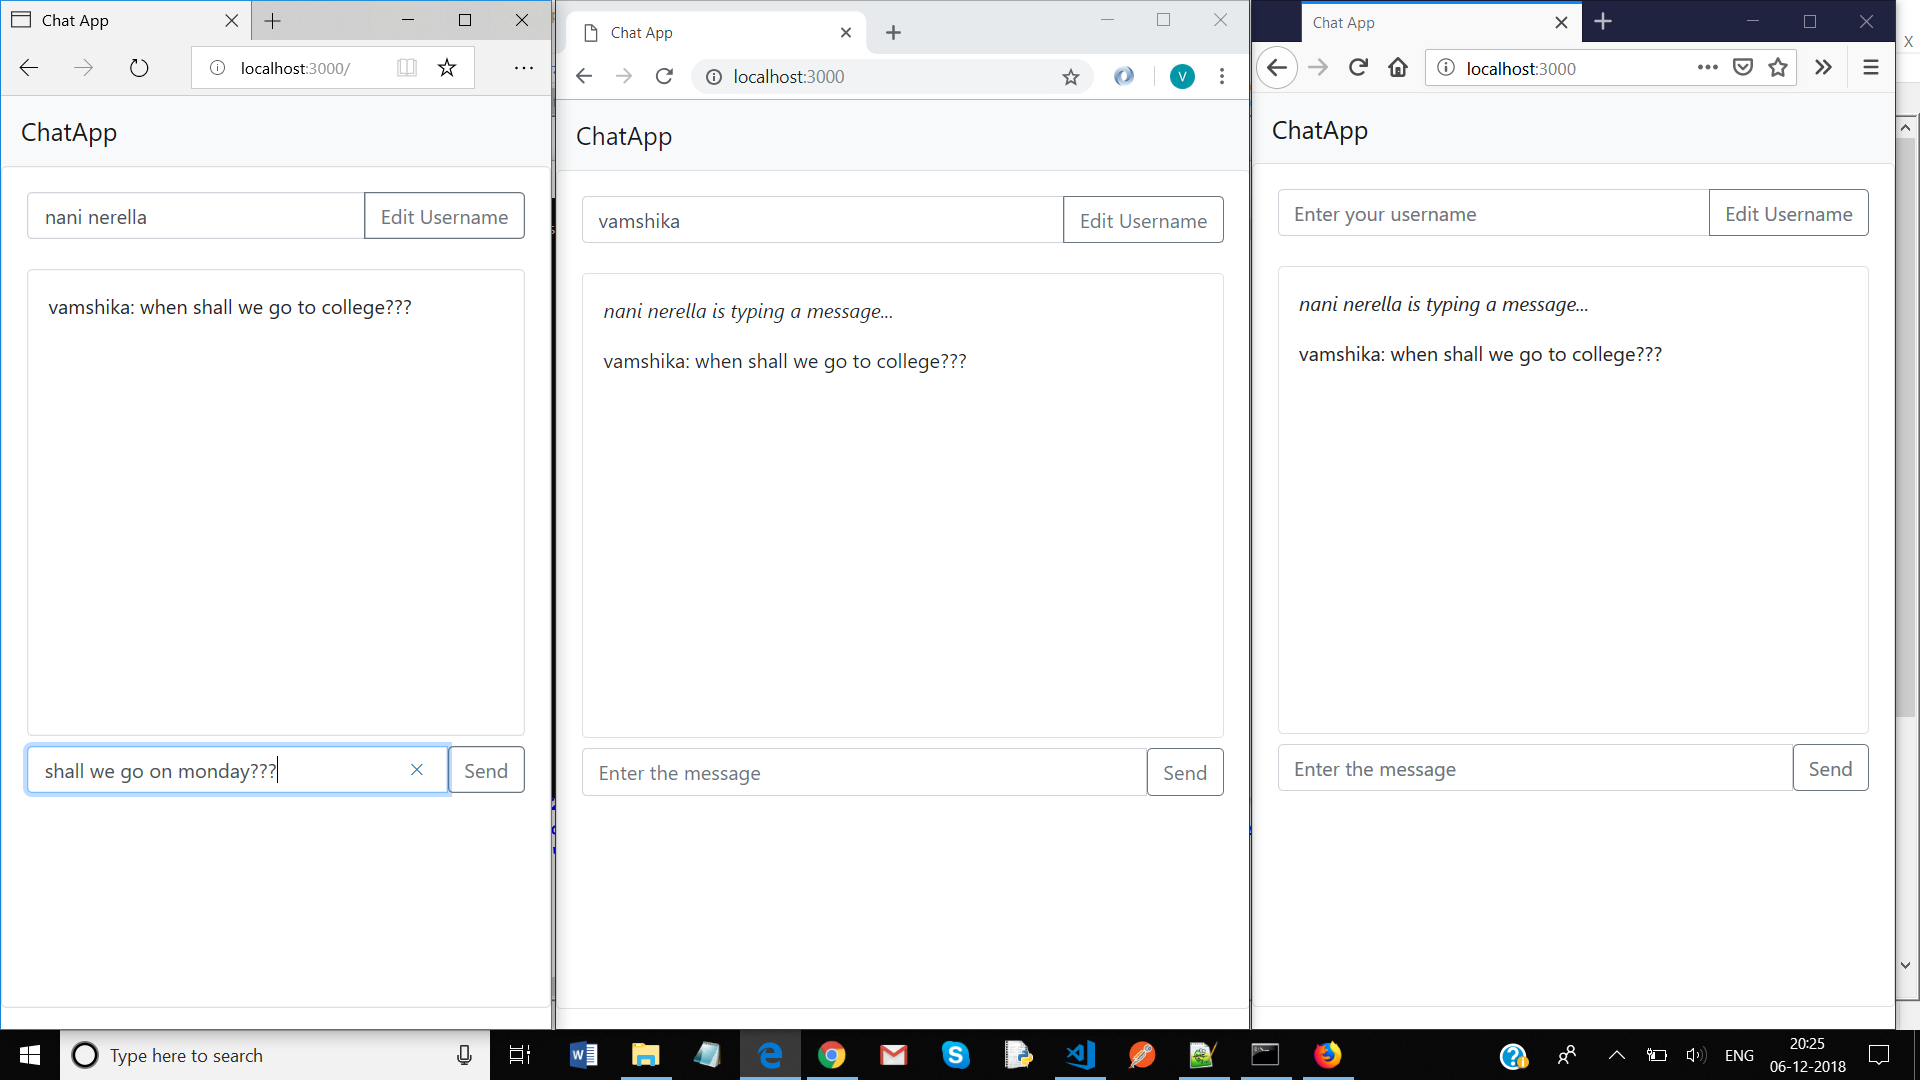 Chat App
localhost:3000/
ChatApp
nani nerella
Edit Username
vamshika: when shall we go to college???
shall we go on monday???
Send
Chat App
localhost:3000
V
ChatApp
vamshika
Edit Username
nani nerella is typing a message...
vamshika: when shall we go to college???
Enter the message
Send
Chat App
localhost:3000
ChatApp
Enter your username
Edit Username
nani nerella is typing a message...
vamshika: when shall we go to college???
Enter the message
Send
X
Type here to search
ENG
20:25
06-12-2018